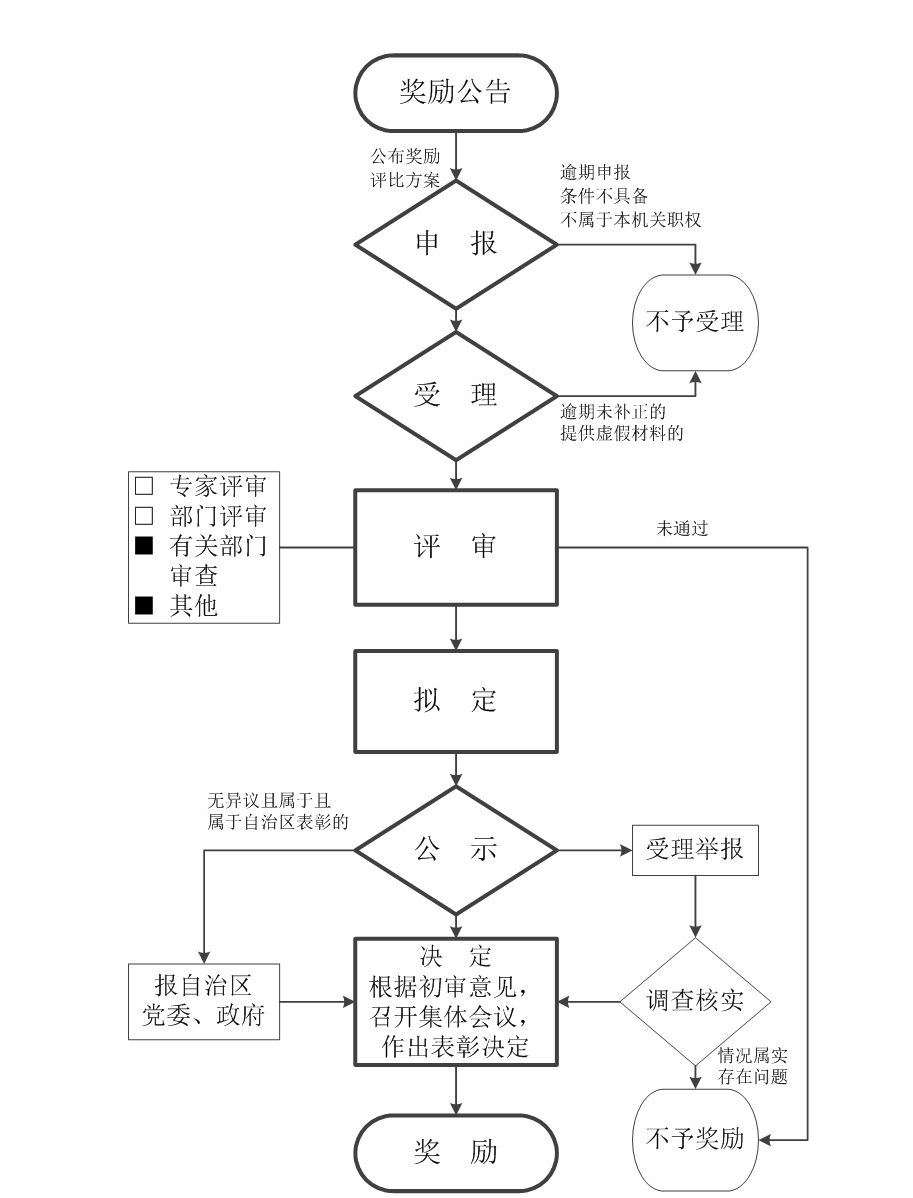 奖励公告
公布奖励
评比方案
逾期申报
条件不具备
不属于本机关职权
申 报
不予受理
受 理
逾期未补正的
提供虚假材料的
□ 专家评审
□ 部门评审
■ 有关部门
审查
■ 其他
评 审
未通过
拟 定
无异议且属于且
属于自治区表彰的
公 示
受理举报
报自治区
党委、政府
决 定
根据初审意见，
召开集体会议，
作出表彰决定
调查核实
情况属实
存在问题
奖 励
不予奖励